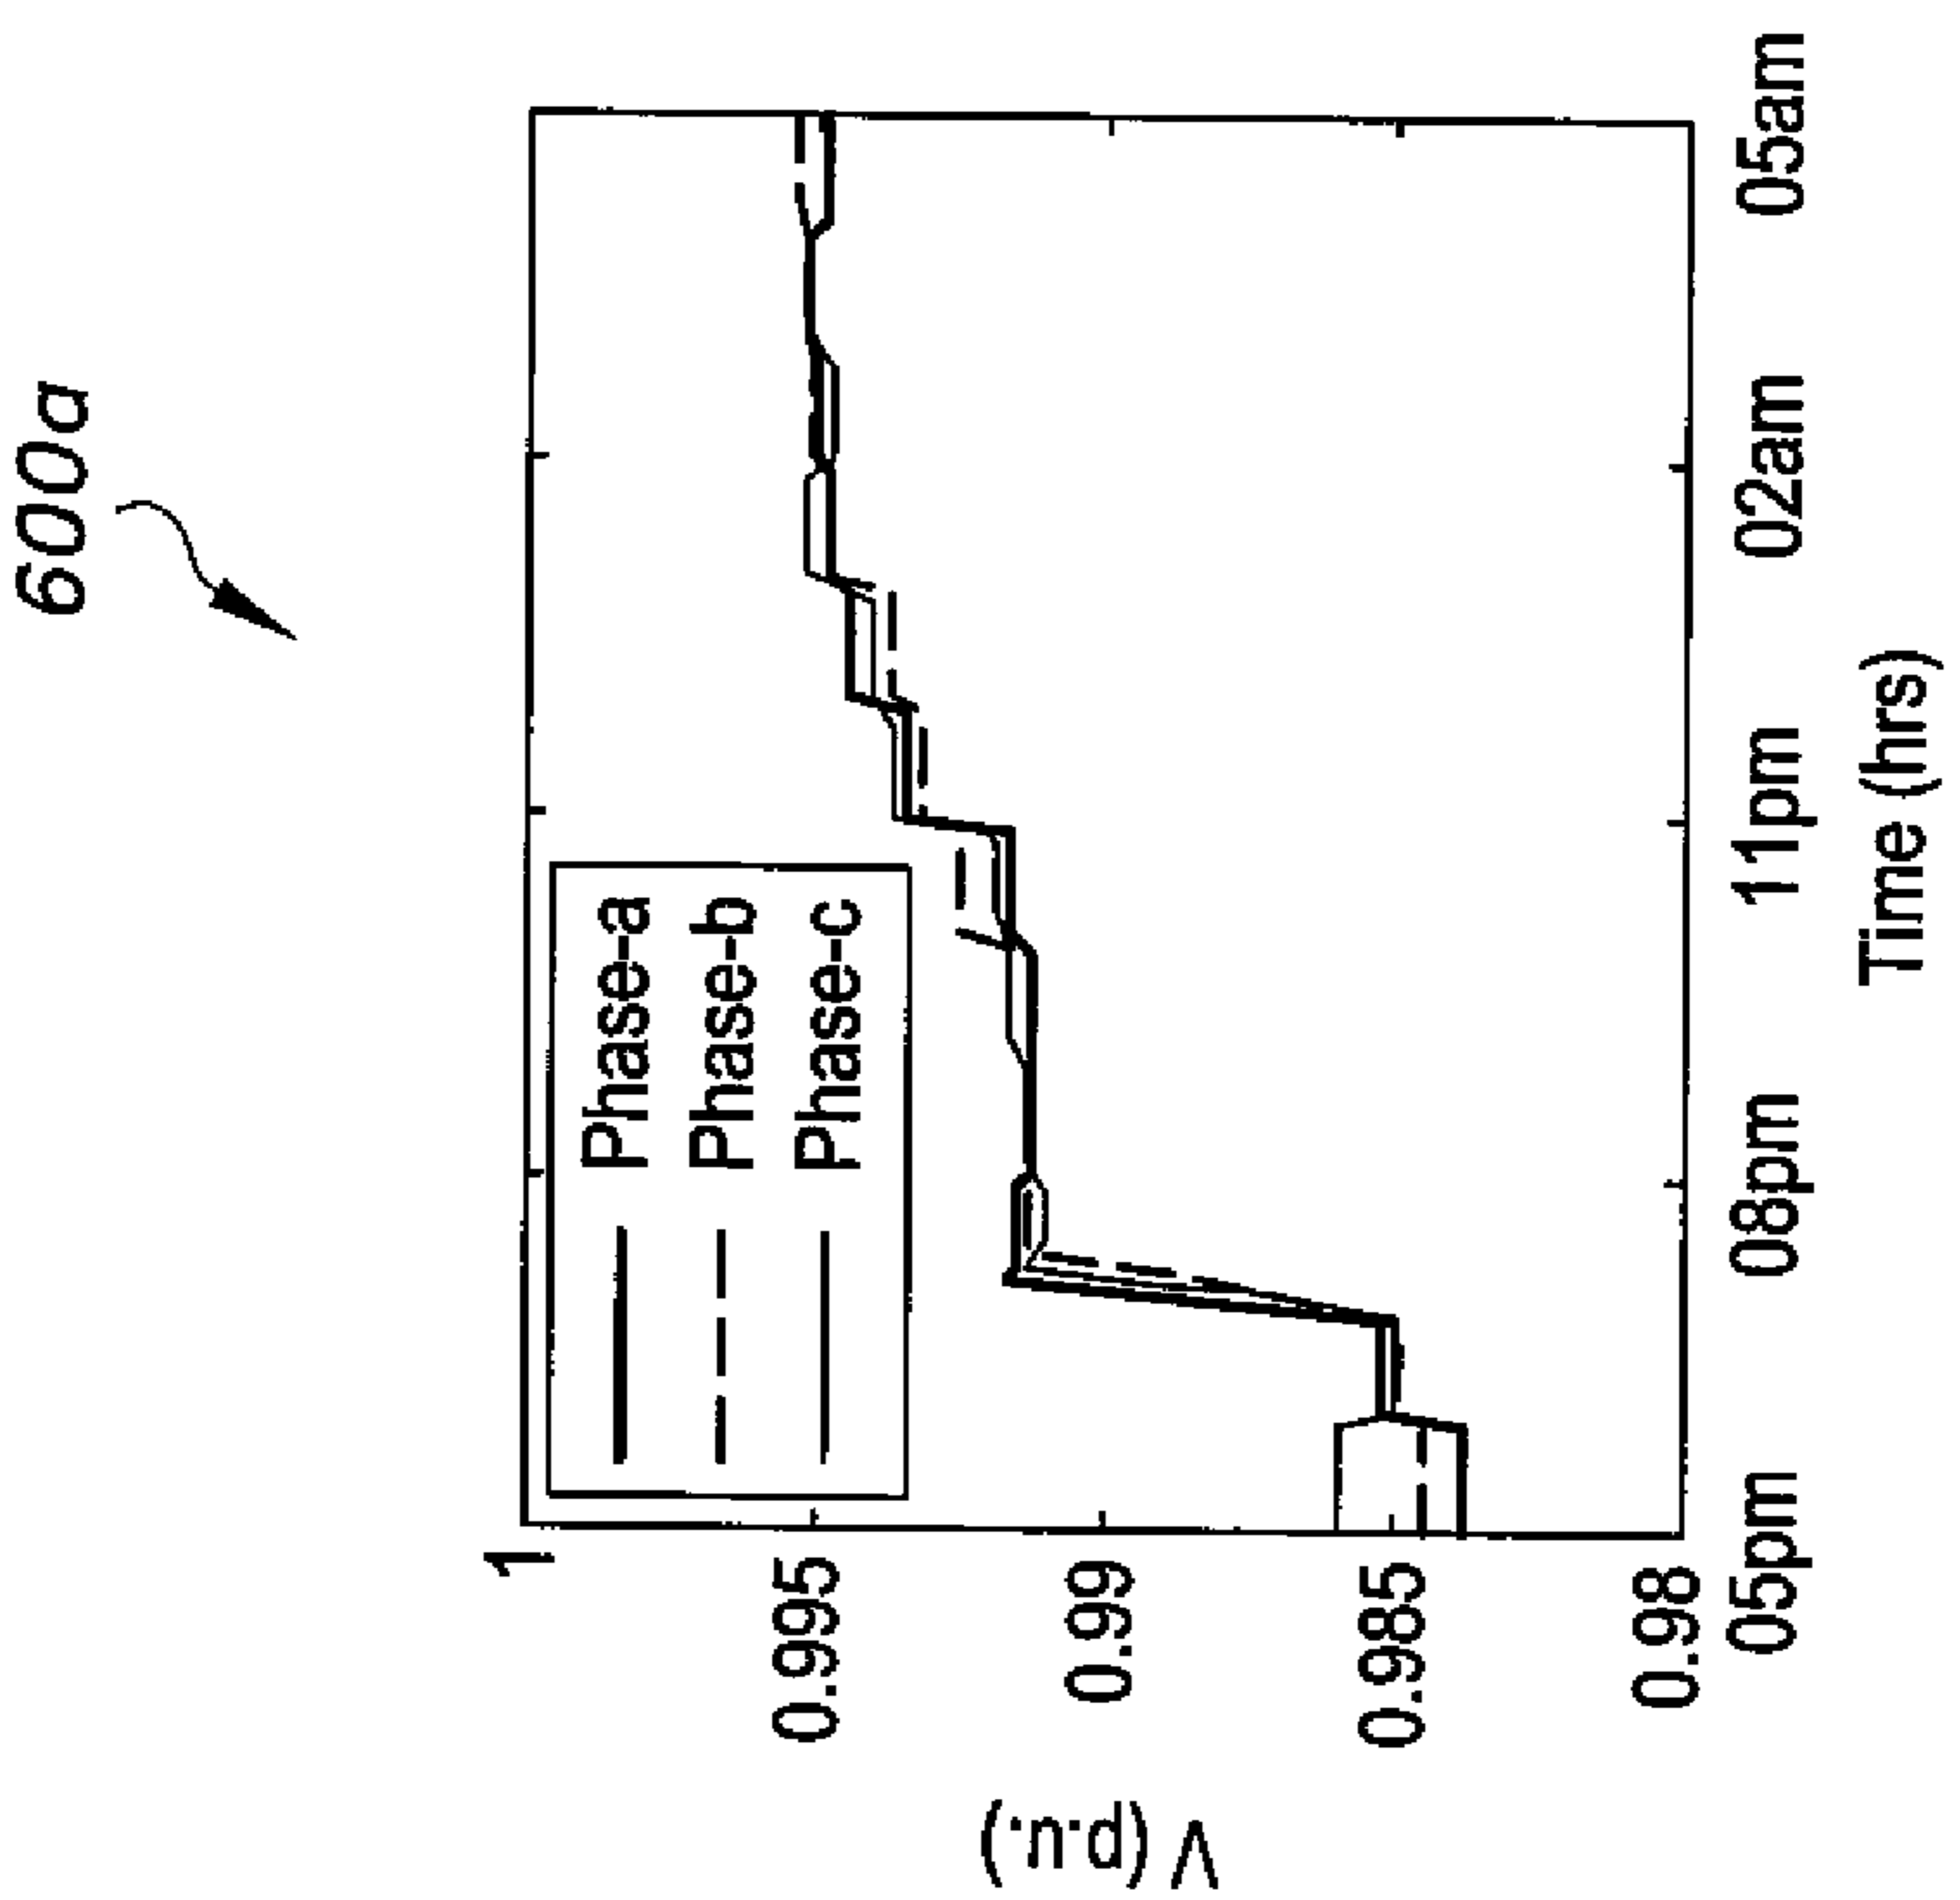 600a
Phase-a
Phase-b
Phase-c
1
0.995
0.99
0.985
0.98
V (p.u.)
05pm
08pm
11pm
02am
05am
Time (hrs)